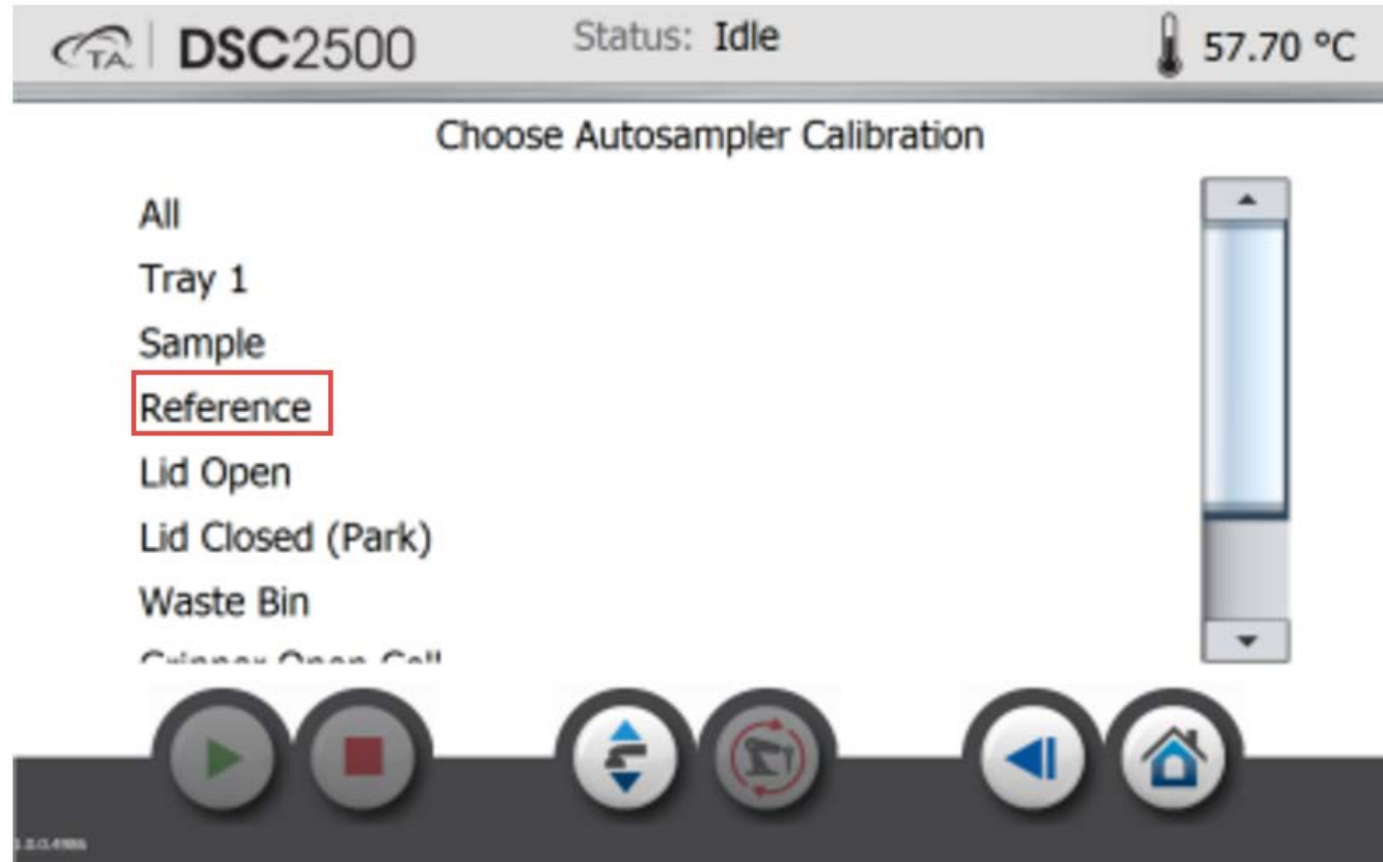 TA DSC2500 Status: Idle 57.70 °C
Choose Autosampler Calibration
All
Tray 1
Sample
Reference
Lid Open
Lid Closed (Park)
Waste Bin